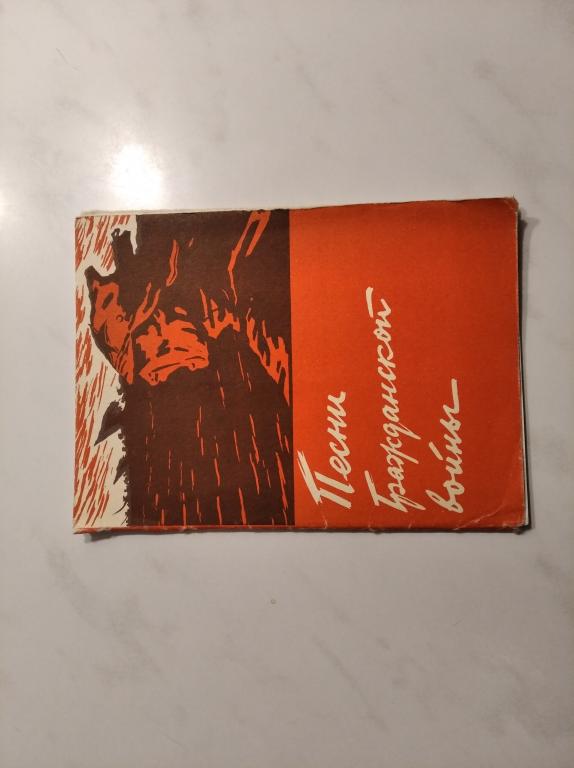 Песни
Гражданской
войны